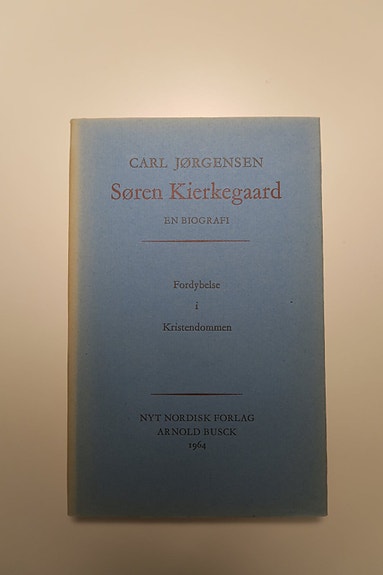 CARL JØRGENSEN
Søren Kierkegaard
EN BIOGRAFI
Fordybelse
i
Kristendommen
NYT NORDISK FORLAG
ARNOLD BUSCK
1964